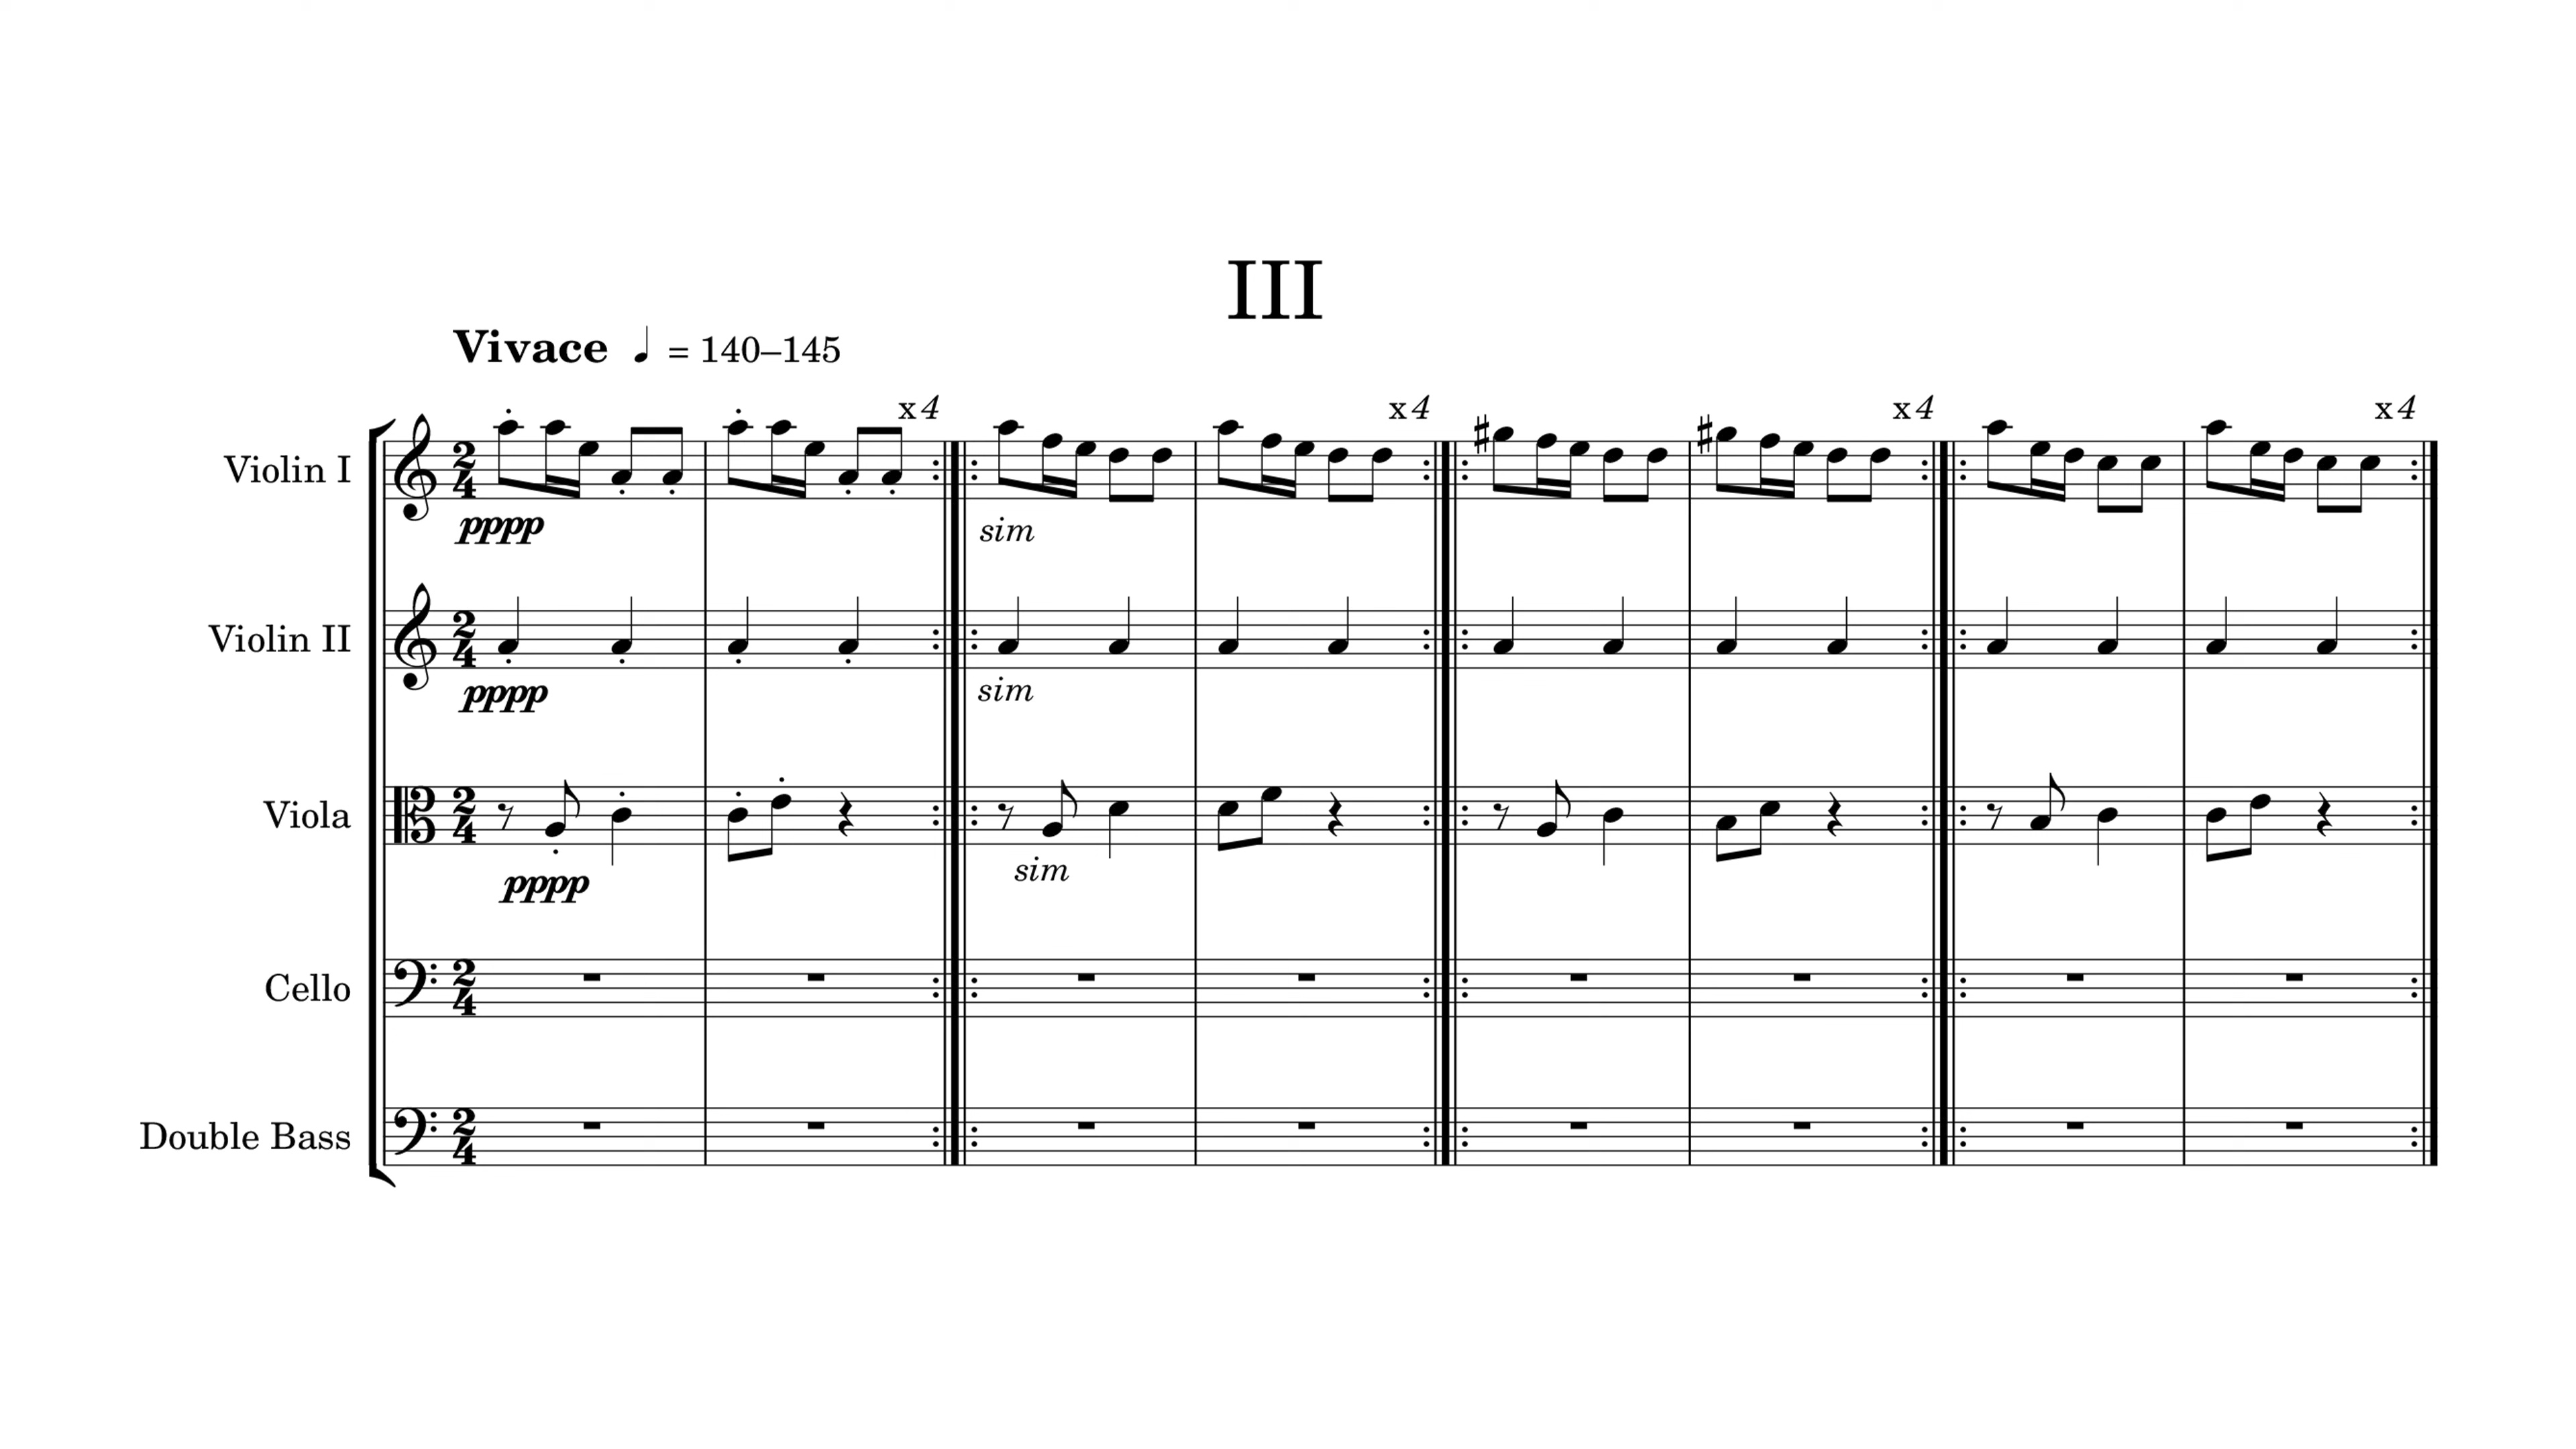 III
Vivace ♩ = 140–145
x4 x4 x4 x4
Violin I
pppp sim
Violin II
pppp sim
Viola
sim
pppp
Cello
Double Bass